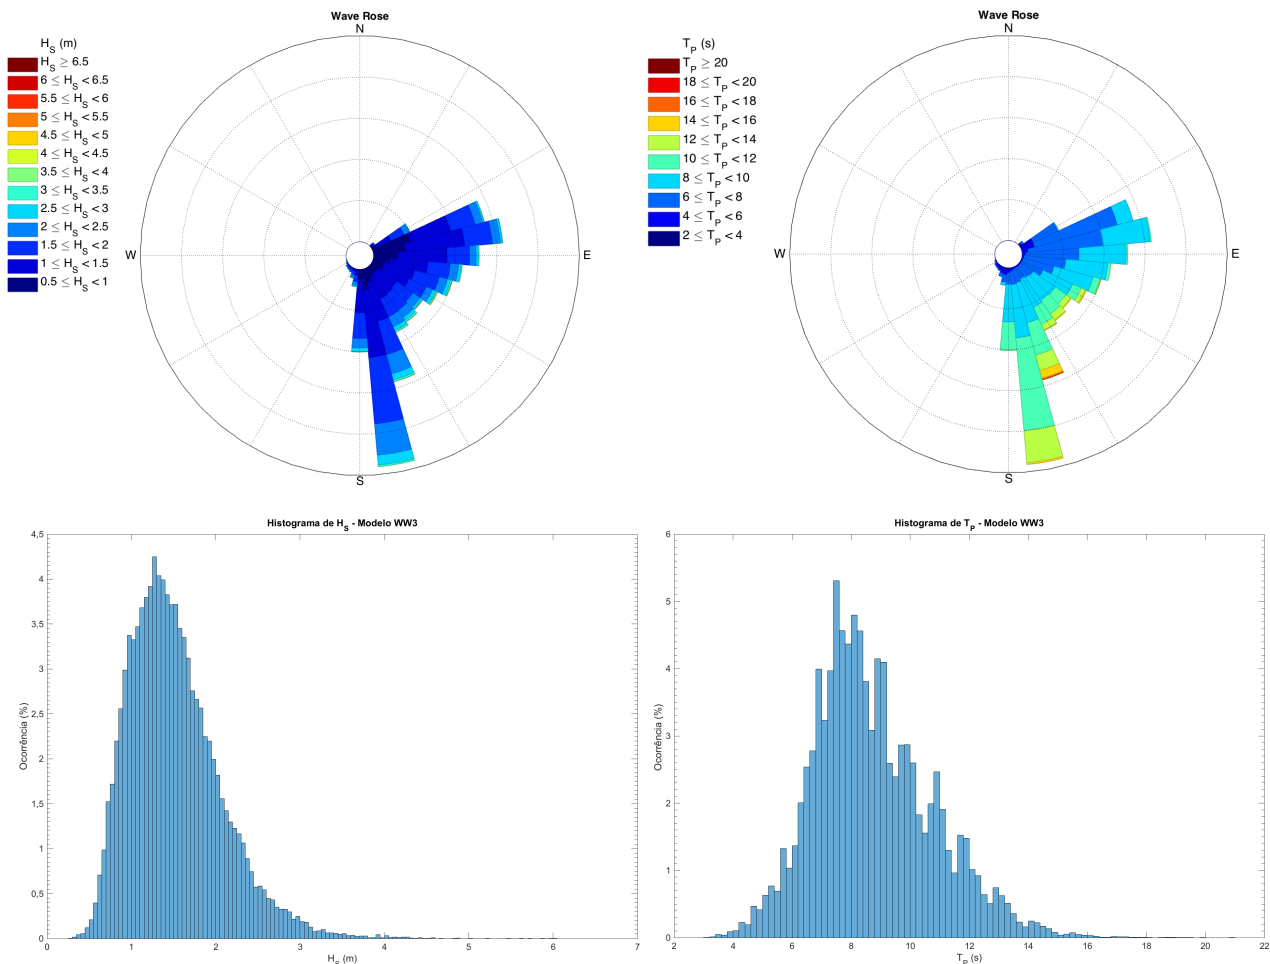 Wave Rose
N
H_S (m)
H_S ≥ 6.5
6 ≤ H_S < 6.5
5.5 ≤ H_S < 6
5 ≤ H_S < 5.5
4.5 ≤ H_S < 5
4 ≤ H_S < 4.5
3.5 ≤ H_S < 4
3 ≤ H_S < 3.5
2.5 ≤ H_S < 3
2 ≤ H_S < 2.5
1.5 ≤ H_S < 2
1 ≤ H_S < 1.5
0.5 ≤ H_S < 1
W
E
S
Wave Rose
N
T_P (s)
T_P ≥ 20
18 ≤ T_P < 20
16 ≤ T_P < 18
14 ≤ T_P < 16
12 ≤ T_P < 14
10 ≤ T_P < 12
8 ≤ T_P < 10
6 ≤ T_P < 8
4 ≤ T_P < 6
2 ≤ T_P < 4
W
E
S
Histograma de H_S - Modelo WW3
4,5
4
3,5
3
2,5
2
1,5
1
0,5
0
Ocorrência (%)
0 1 2 3 4 5 6 7
H_S (m)
Histograma de T_P - Modelo WW3
6
5
4
3
2
1
0
Ocorrência (%)
2 4 6 8 10 12 14 16 18 20 22
T_P (s)